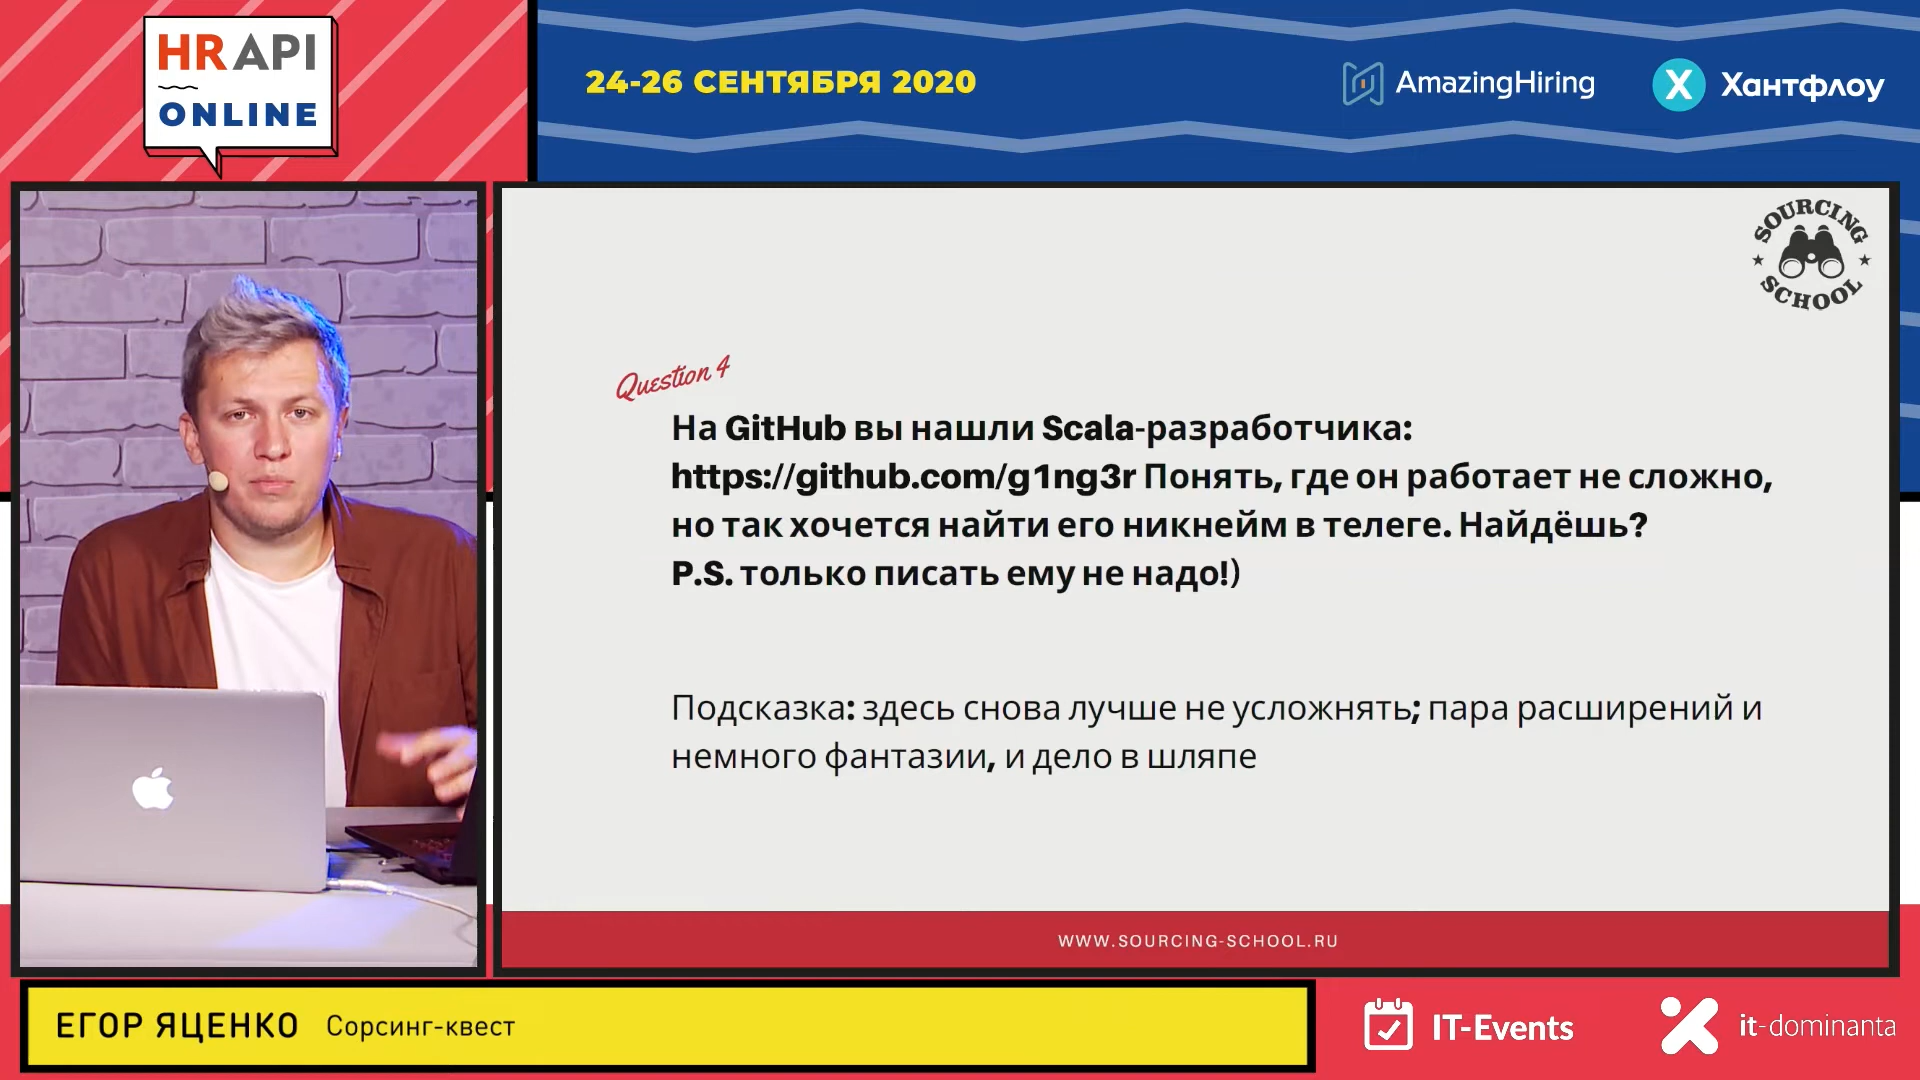 HR API
ONLINE
24-26 СЕНТЯБРЯ 2020
AmazingHiring
Хантфлоу
SOURCING
SCHOOL
Question 4
На GitHub вы нашли Scala-разработчика:
https://github.com/g1ng3r Понять, где он работает не сложно,
но так хочется найти его никнейм в телеге. Найдёшь?
P.S. только писать ему не надо!)
Подсказка: здесь снова лучше не усложнять; пара расширений и
немного фантазии, и дело в шляпе
WWW.SOURCING-SCHOOL.RU
ЕГОР ЯЦЕНКО Сорсинг-квест
IT-Events
it-dominanta